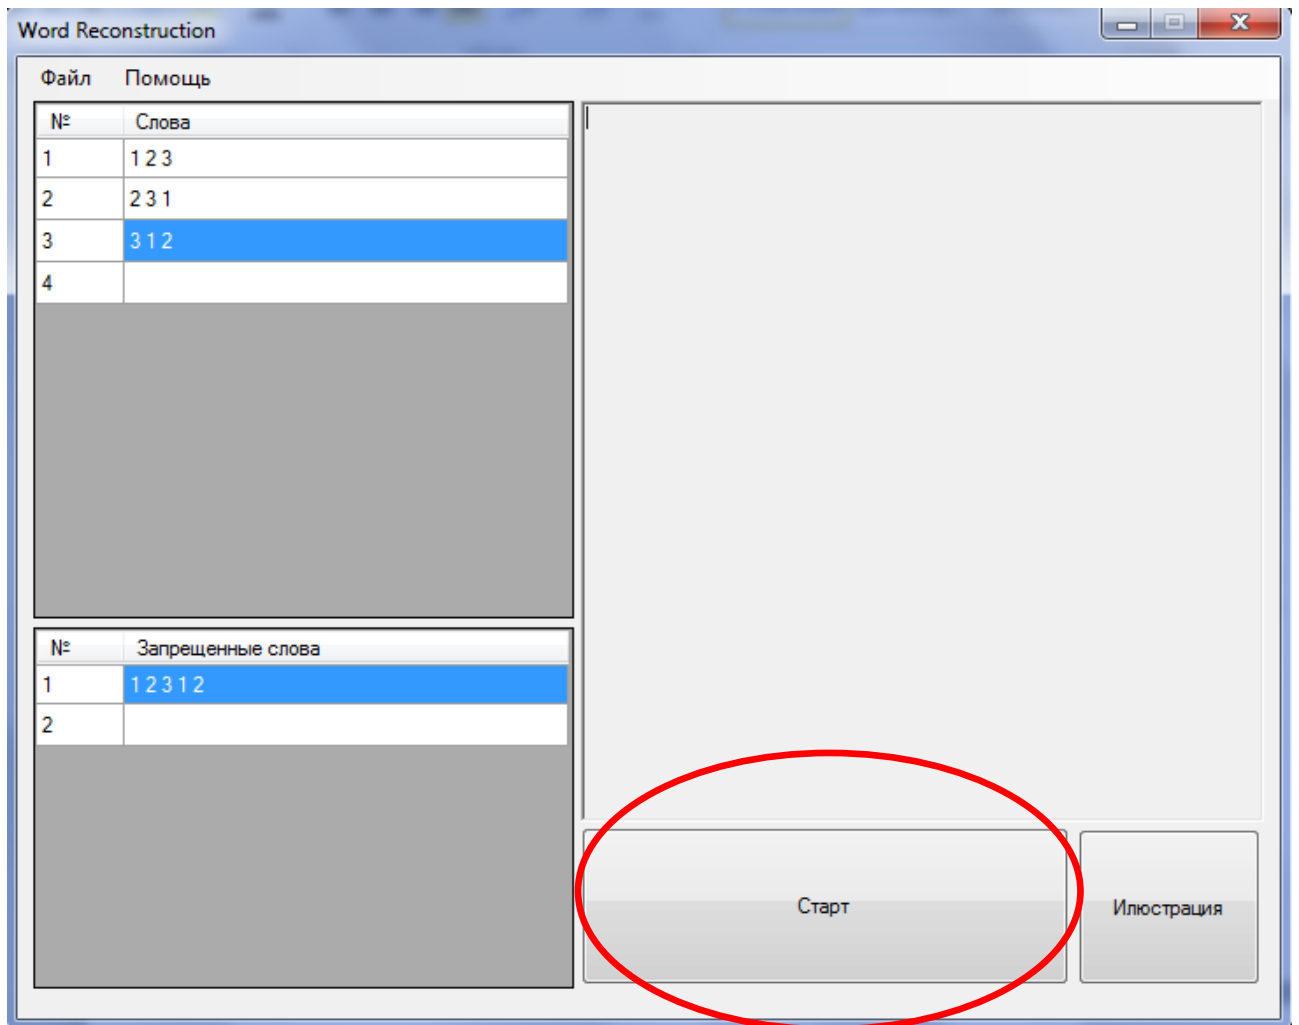 Word Reconstruction
Файл Помощь
№ Слова
1 1 2 3
2 2 3 1
3 3 1 2
4
№ Запрещенные слова
1 1 2 3 1 2
2
Старт
Илюстрация